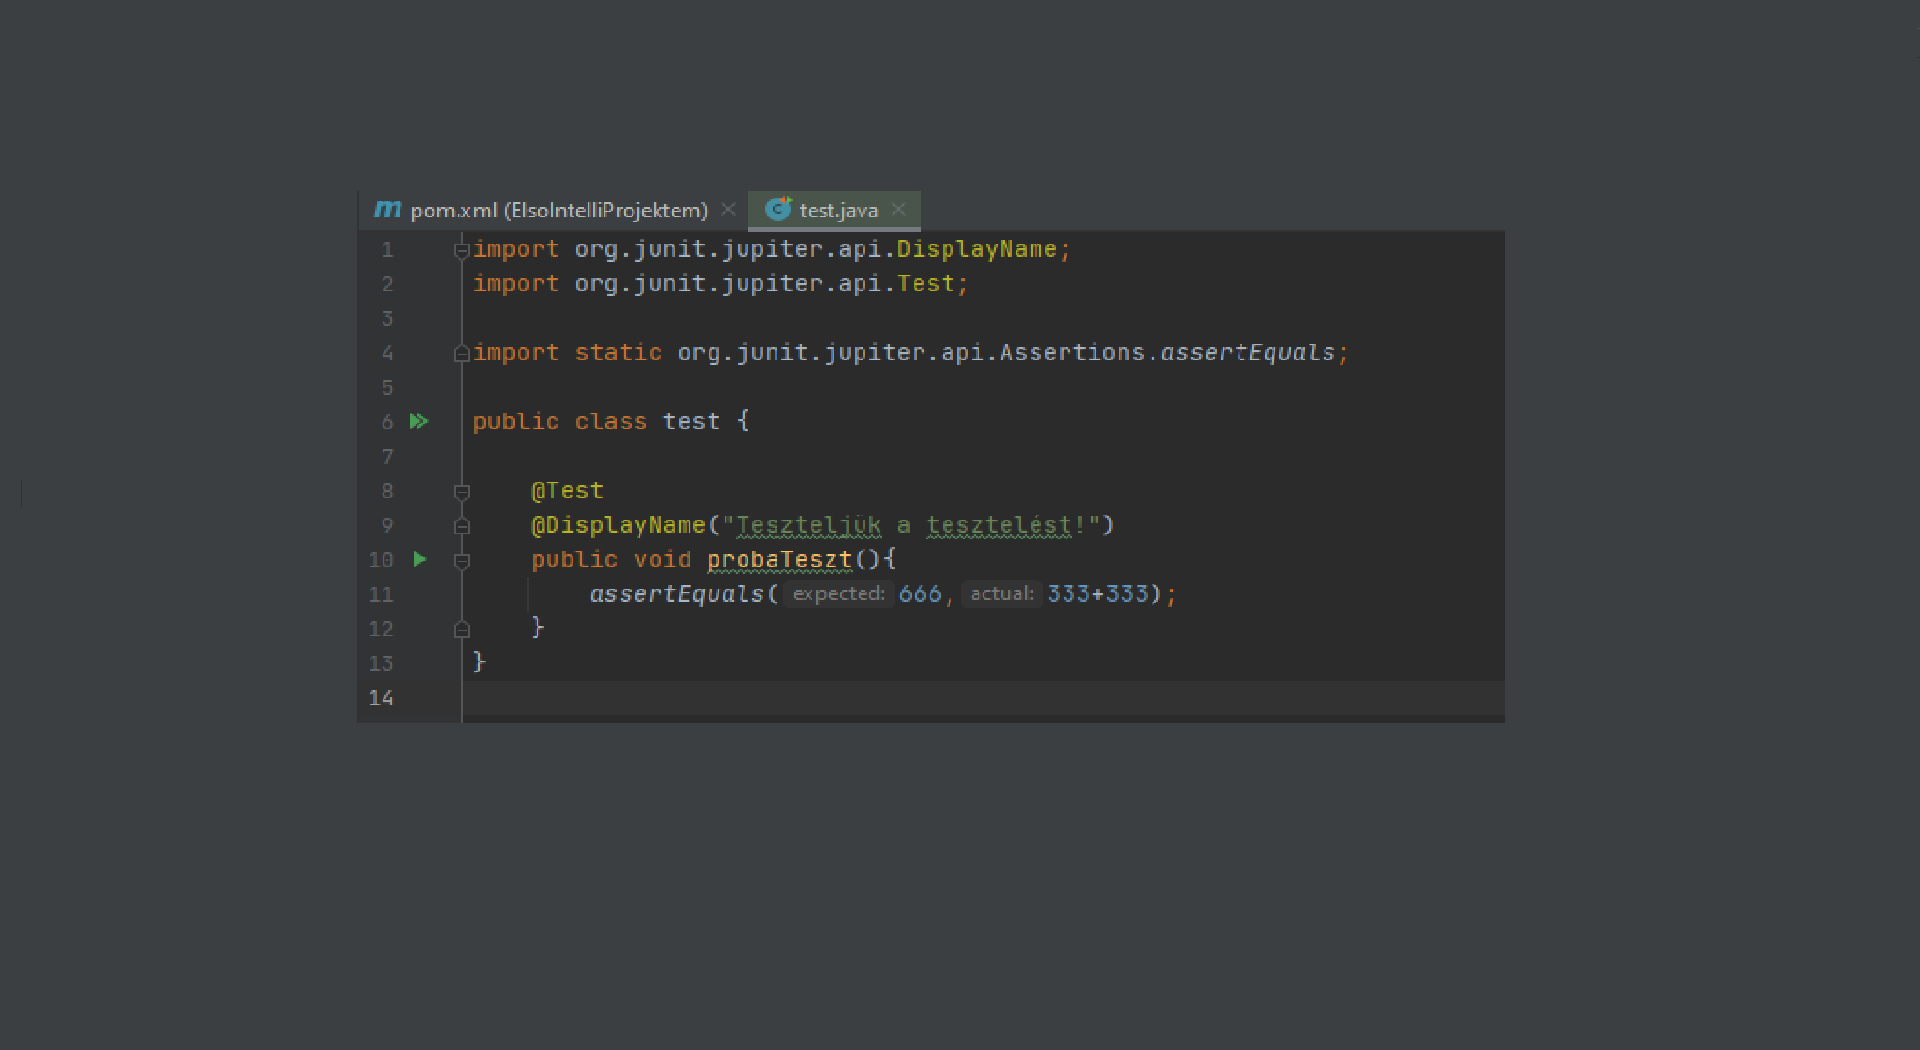 m pom.xml (ElsoIntelliProjektem) × C test.java ×
1 import org.junit.jupiter.api.DisplayName;
2 import org.junit.jupiter.api.Test;
3
4 import static org.junit.jupiter.api.Assertions.assertEquals;
5
6 public class test {
7
8 @Test
9 @DisplayName("Teszteljük a tesztelést!")
10 public void probaTeszt(){
11 assertEquals( expected: 666, actual: 333+333);
12 }
13 }
14